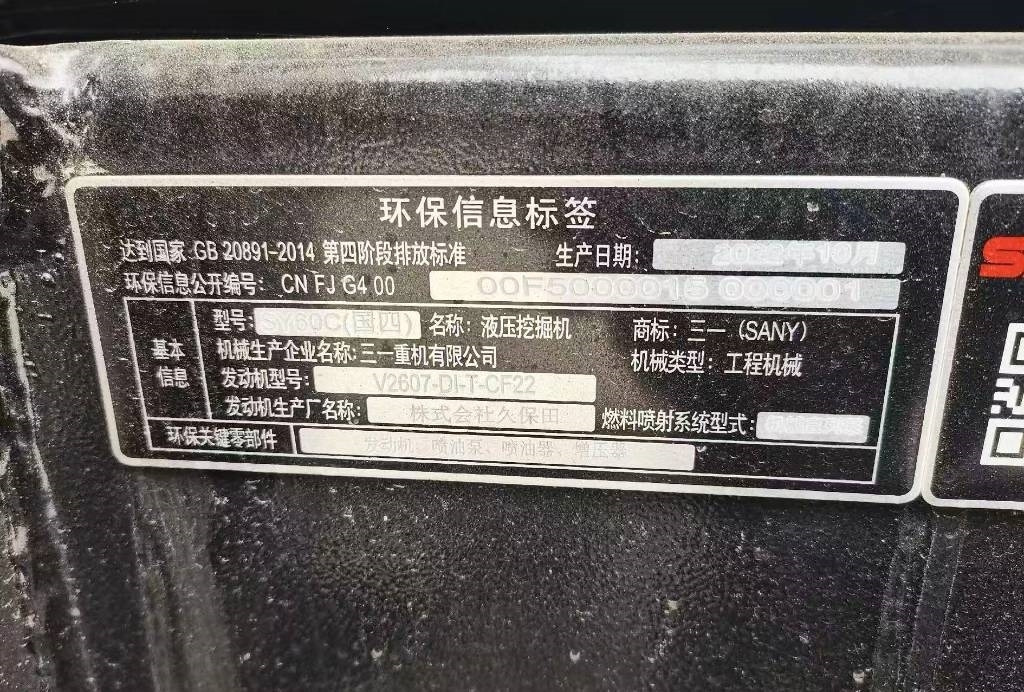 环保信息标签
达到国家 GB 20891-2014 第四阶段排放标准 生产日期: 2022年10月
环保信息公开编号: CN FJ G4 00 00F5000015 000001
型号: SY60C(国四) 名称: 液压挖掘机 商标: 三一 (SANY)
基本信息 机械生产企业名称: 三一重机有限公司 机械类型: 工程机械
发动机型号: V2607-DI-T-CF22
发动机生产厂名称: 株式会社久保田 燃料喷射系统型式:
环保关键零部件 发动机、喷油泵、喷油器、增压器
S